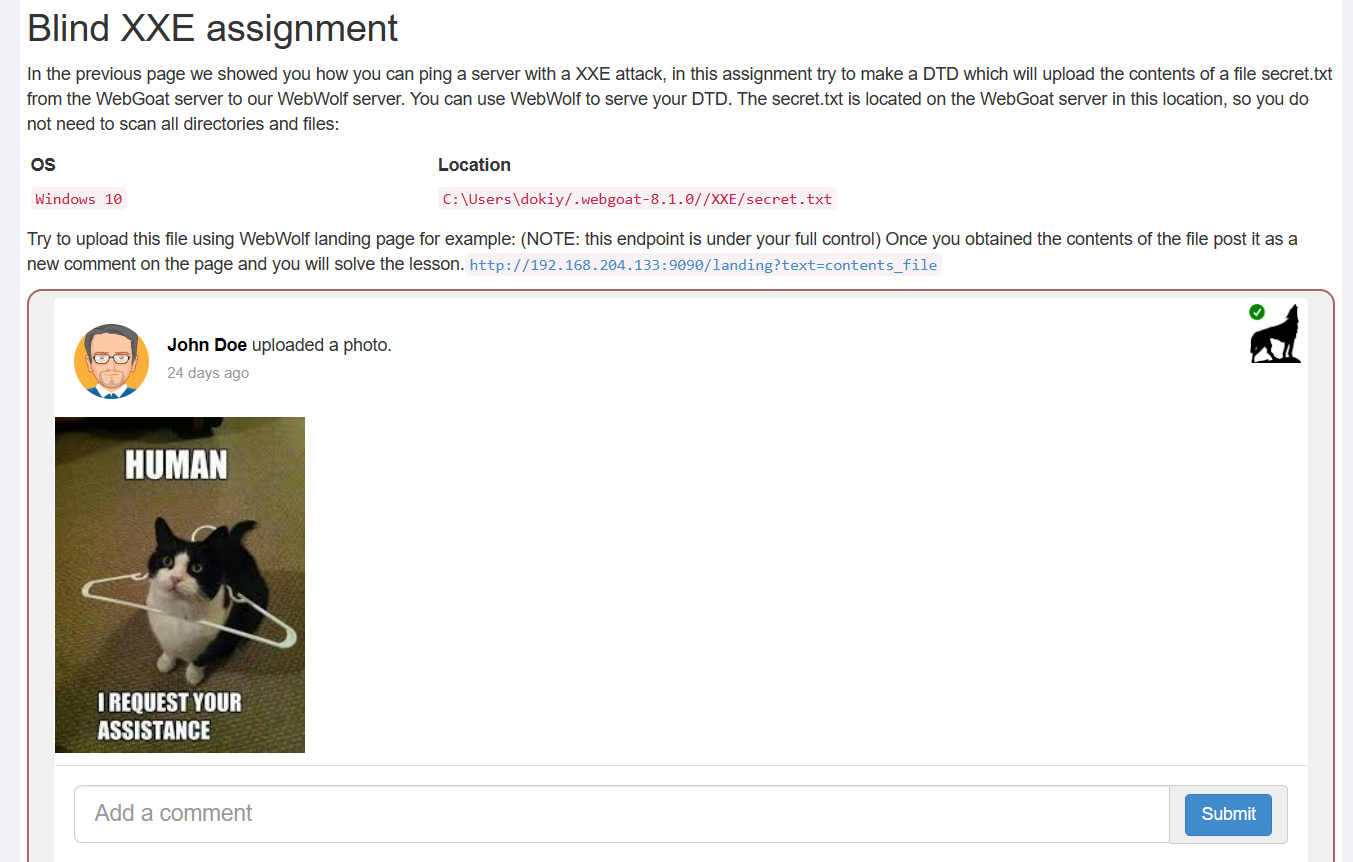 Blind XXE assignment
In the previous page we showed you how you can ping a server with a XXE attack, in this assignment try to make a DTD which will upload the contents of a file secret.txt
from the WebGoat server to our WebWolf server. You can use WebWolf to serve your DTD. The secret.txt is located on the WebGoat server in this location, so you do
not need to scan all directories and files:
OS Location
Windows 10 C:\Users\dokiy/.webgoat-8.1.0//XXE/secret.txt
Try to upload this file using WebWolf landing page for example: (NOTE: this endpoint is under your full control) Once you obtained the contents of the file post it as a
new comment on the page and you will solve the lesson. http://192.168.204.133:9090/landing?text=contents_file
John Doe uploaded a photo.
24 days ago
HUMAN
I REQUEST YOUR
ASSISTANCE
Add a comment Submit